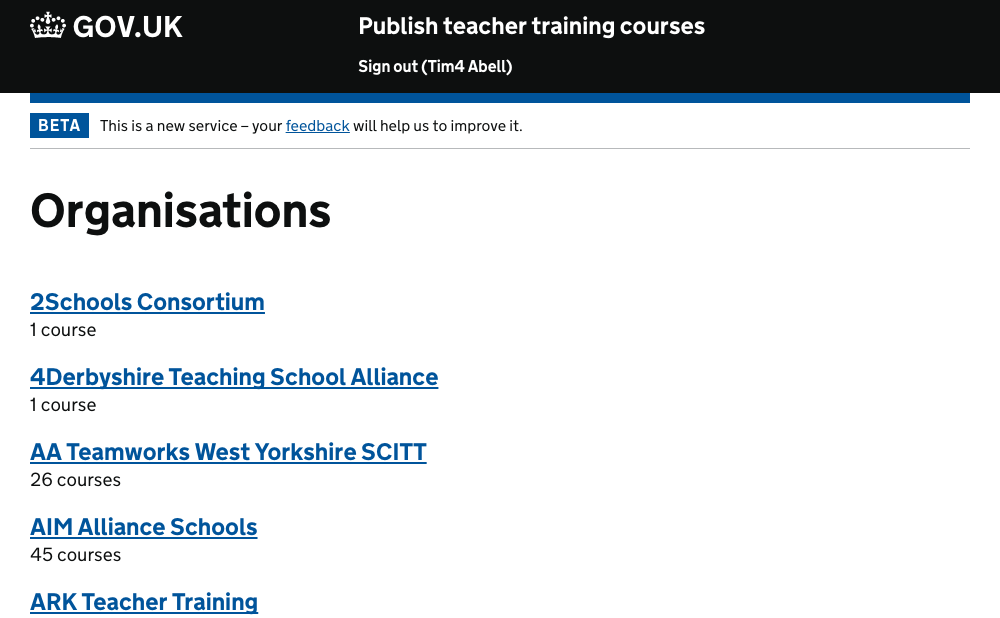 GOV.UK
Publish teacher training courses
Sign out (Tim4 Abell)
BETA This is a new service – your feedback will help us to improve it.
Organisations
2Schools Consortium
1 course
4Derbyshire Teaching School Alliance
1 course
AA Teamworks West Yorkshire SCITT
26 courses
AIM Alliance Schools
45 courses
ARK Teacher Training